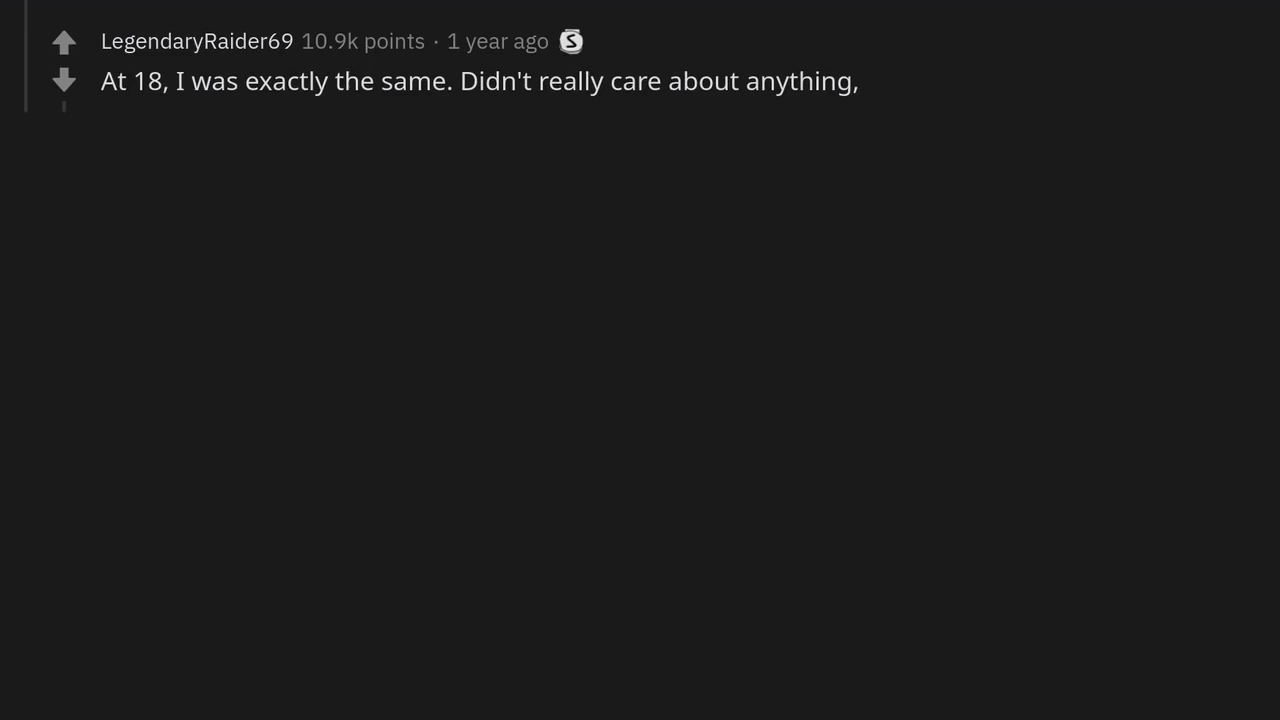 LegendaryRaider69 10.9k points · 1 year ago S
At 18, I was exactly the same. Didn't really care about anything,